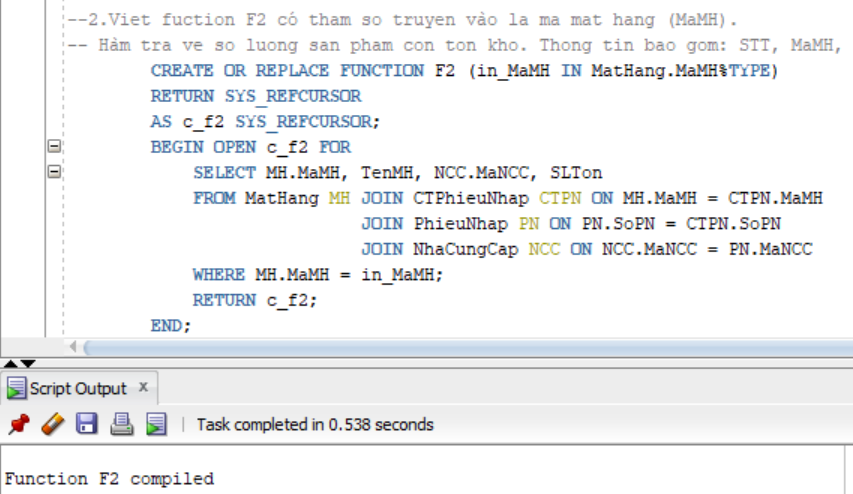 --2.Viet fuction F2 có tham so truyen vào la ma mat hang (MaMH).
-- Hàm tra ve so luong san pham con ton kho. Thong tin bao gom: STT, MaMH,
CREATE OR REPLACE FUNCTION F2 (in_MaMH IN MatHang.MaMH%TYPE)
RETURN SYS_REFCURSOR
AS c_f2 SYS_REFCURSOR;
BEGIN OPEN c_f2 FOR
SELECT MH.MaMH, TenMH, NCC.MaNCC, SLTon
FROM MatHang MH JOIN CTPhieuNhap CTPN ON MH.MaMH = CTPN.MaMH
JOIN PhieuNhap PN ON PN.SoPN = CTPN.SoPN
JOIN NhaCungCap NCC ON NCC.MaNCC = PN.MaNCC
WHERE MH.MaMH = in_MaMH;
RETURN c_f2;
END;
Script Output x
Task completed in 0.538 seconds
Function F2 compiled